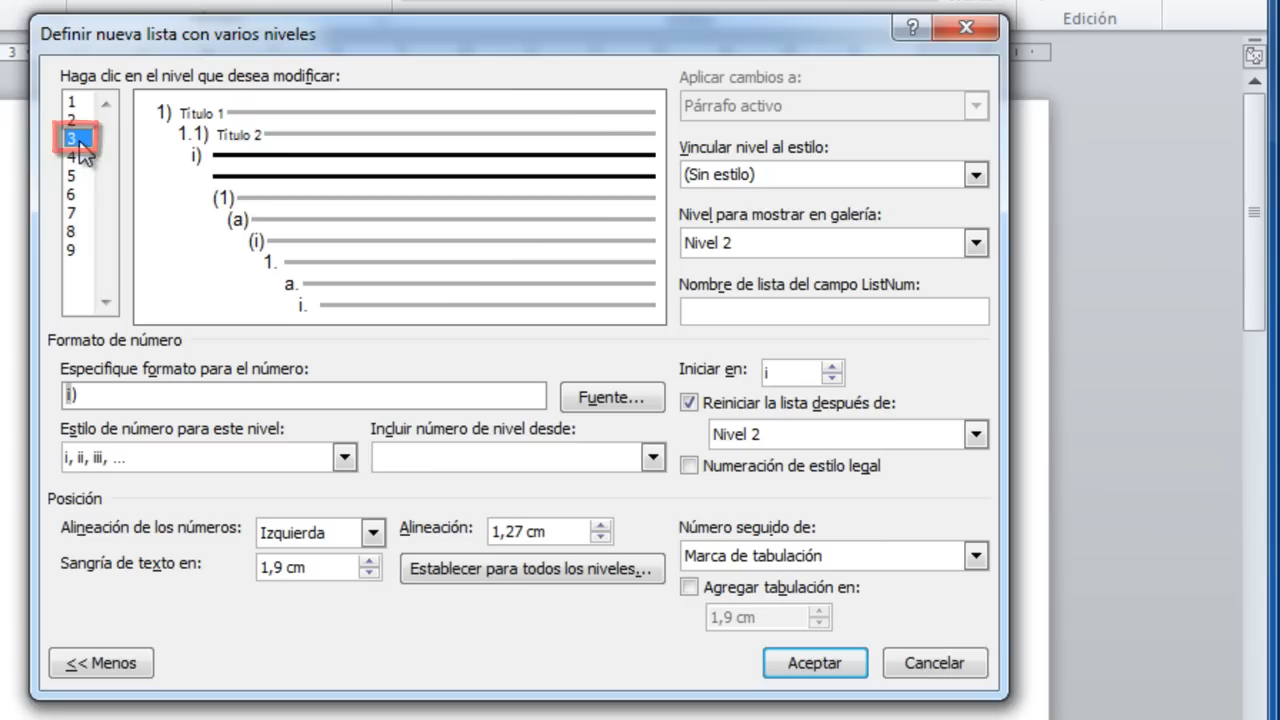 Edición
Definir nueva lista con varios niveles
?
3
Haga clic en el nivel que desea modificar:
1
2
3
4
5
6
7
8
9
1) Título 1
1.1) Título 2
i)
(1)
(a)
(i)
1.
a.
i.
Aplicar cambios a:
Párrafo activo
Vincular nivel al estilo:
(Sin estilo)
Nivel para mostrar en galería:
Nivel 2
Nombre de lista del campo ListNum:
Formato de número
Especifique formato para el número:
i)
Fuente...
Estilo de número para este nivel:
i, ii, iii, ...
Incluir número de nivel desde:
Iniciar en: i
Reiniciar la lista después de:
Nivel 2
Numeración de estilo legal
Posición
Alineación de los números: Izquierda
Alineación: 1,27 cm
Sangría de texto en: 1,9 cm
Establecer para todos los niveles...
Número seguido de:
Marca de tabulación
Agregar tabulación en:
1,9 cm
<< Menos
Aceptar
Cancelar